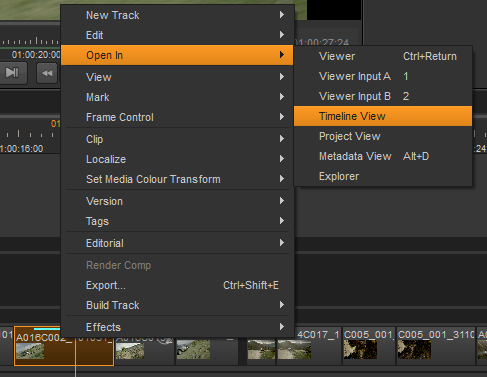 New Track
Edit
Open In
View
Mark
Frame Control
Clip
Localize
Set Media Colour Transform
Version
Tags
Editorial
Render Comp
Export... Ctrl+Shift+E
Build Track
Effects
Viewer Ctrl+Return
Viewer Input A 1
Viewer Input B 2
Timeline View
Project View
Metadata View Alt+D
Explorer
01:00:20:00
01:00:27:24
:00:16:00
4C017_1
C005_001
C005_001_3110